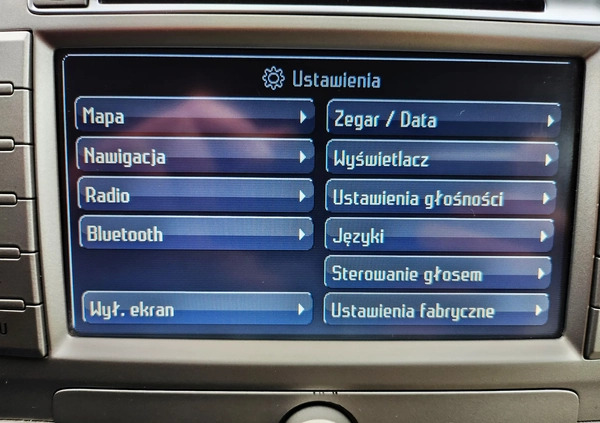 Ustawienia
Mapa
Nawigacja
Radio
Bluetooth
Wył. ekran
Zegar / Data
Wyświetlacz
Ustawienia głośności
Języki
Sterowanie głosem
Ustawienia fabryczne